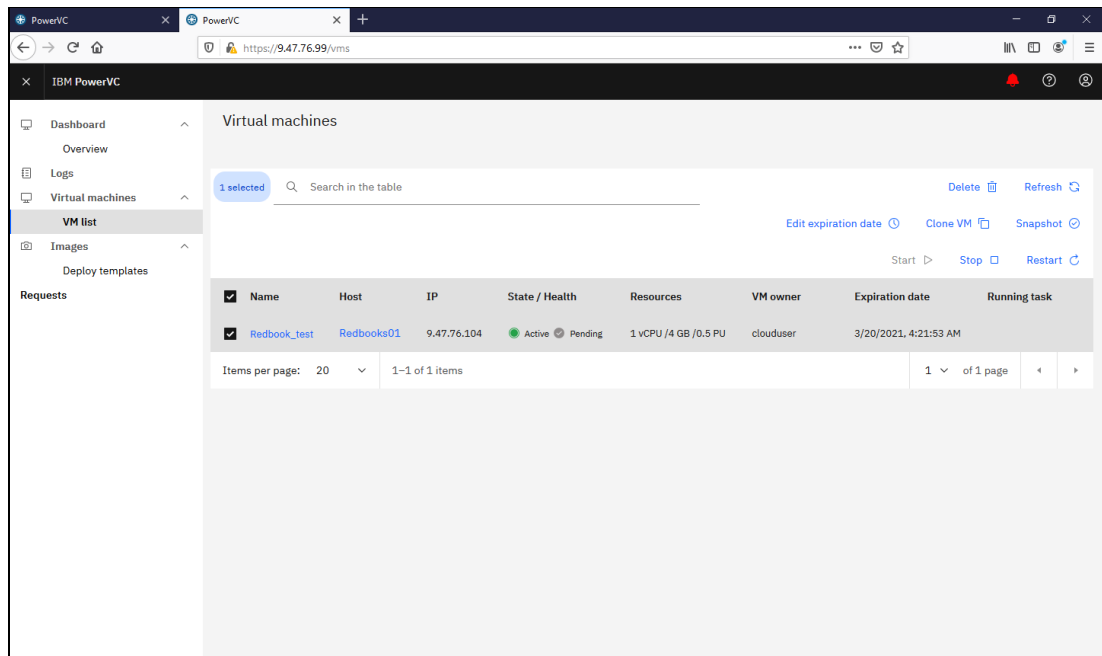 PowerVC
PowerVC
https://9.47.76.99/vms
IBM PowerVC
Dashboard
Overview
Logs
Virtual machines
VM list
Images
Deploy templates
Requests
Virtual machines
1 selected Search in the table Delete Refresh
Edit expiration date Clone VM Snapshot
Start Stop Restart
Name Host IP State / Health Resources VM owner Expiration date Running task
Redbook_test Redbooks01 9.47.76.104 Active Pending 1 vCPU /4 GB /0.5 PU clouduser 3/20/2021, 4:21:53 AM
Items per page: 20 1–1 of 1 items 1 of 1 page